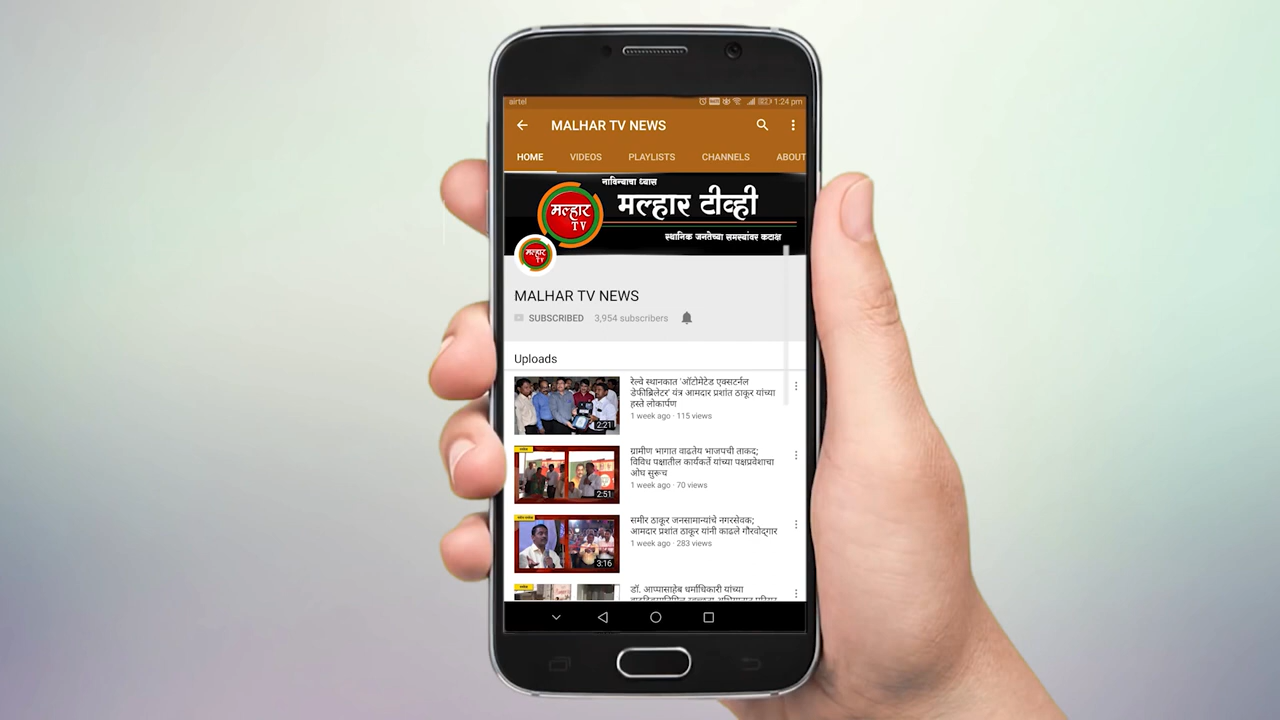 airtel 1:24 pm
MALHAR TV NEWS
HOME VIDEOS PLAYLISTS CHANNELS ABOUT
नाविन्याचा ध्यास
मल्हार टीव्ही
मल्हार
TV
स्थानिक जनतेच्या समस्यांवर कटाक्ष
मल्हार
TV
MALHAR TV NEWS
SUBSCRIBED 3,954 subscribers
Uploads
रेल्वे स्थानकात 'ऑटोमेटेड एक्सटर्नल
डेफीब्रिलेटर' यंत्र आमदार प्रशांत ठाकूर यांच्या
हस्ते लोकार्पण
1 week ago · 115 views
2:21
ग्रामीण भागात वाढतेय भाजपची ताकद;
विविध पक्षातील कार्यकर्ते यांच्या पक्षप्रवेशाचा
ओघ सुरूच
1 week ago · 70 views
2:51
समीर ठाकूर जनसामान्यांचे नगरसेवक;
आमदार प्रशांत ठाकूर यांनी काढले गौरवोद्गार
1 week ago · 283 views
3:16
डॉ. आप्पासाहेब धर्माधिकारी यांच्या